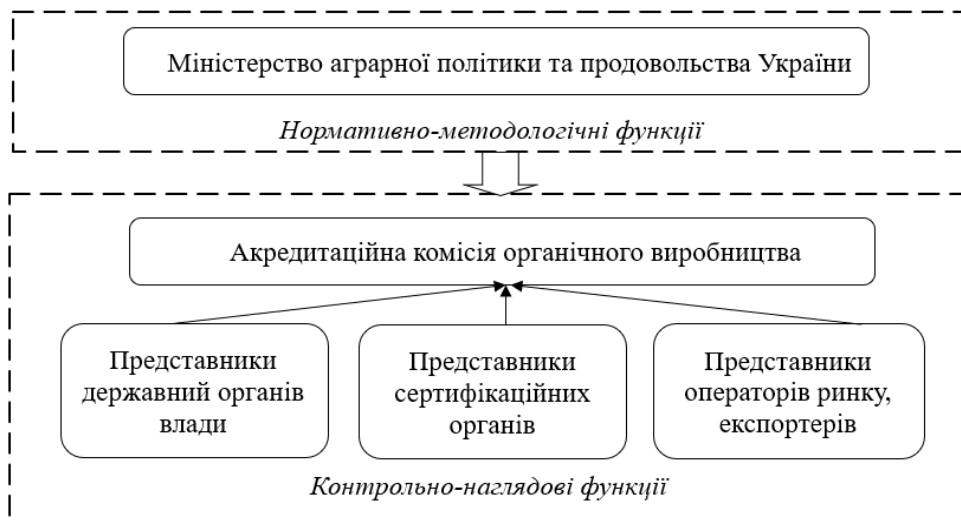 Міністерство аграрної політики та продовольства України
Нормативно-методологічні функції
Акредитаційна комісія органічного виробництва
Представники
державний органів
влади
Представники
сертифікаційних
органів
Представники
операторів ринку,
експортерів
Контрольно-наглядові функції